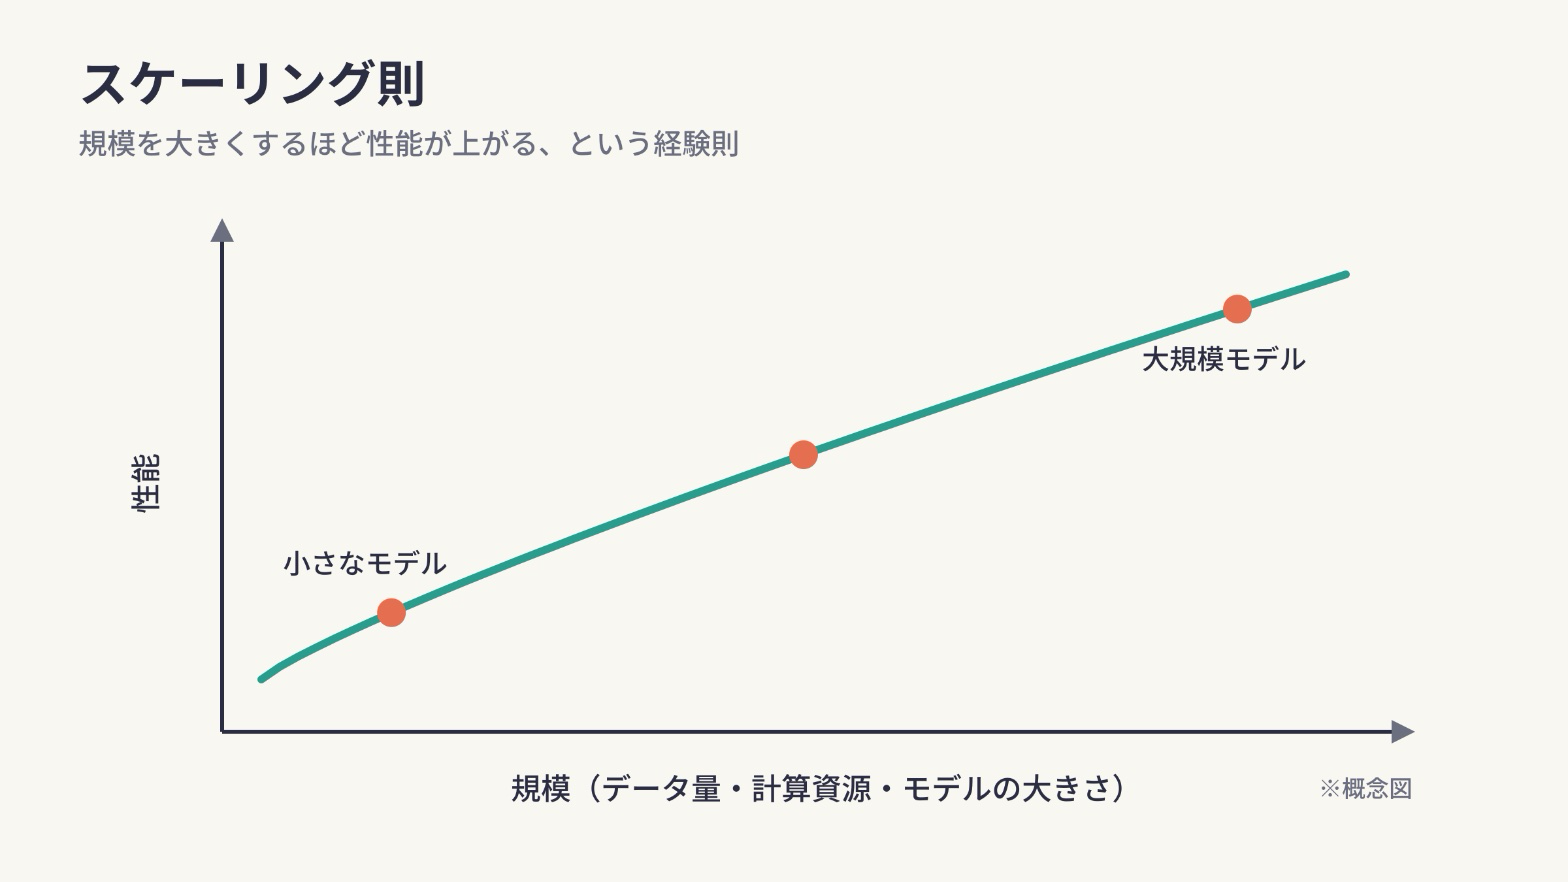 スケーリング則
規模を大きくするほど性能が上がる、という経験則
大規模モデル
性能
小さなモデル
規模（データ量・計算資源・モデルの大きさ）
※概念図